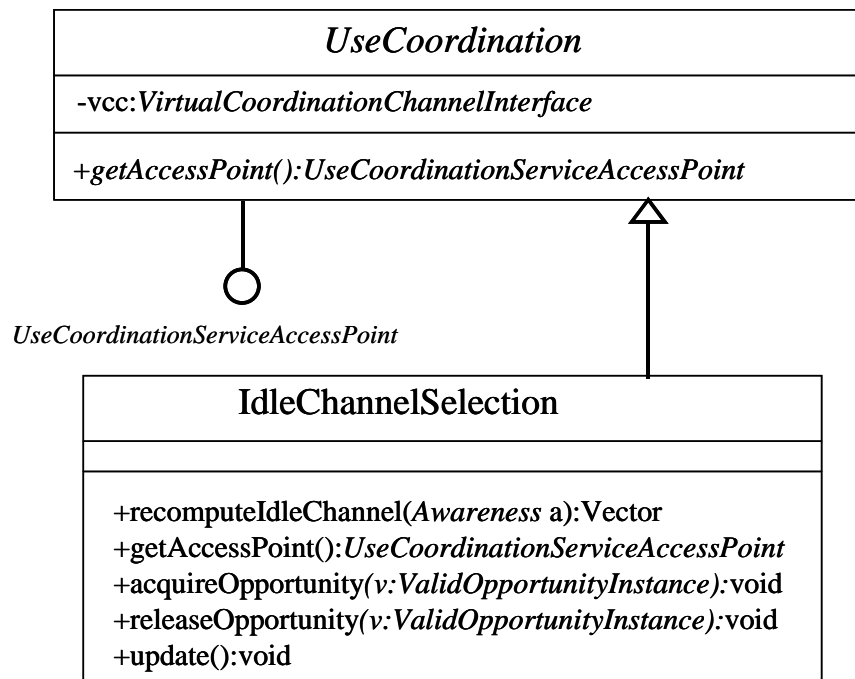 UseCoordination
-vcc:VirtualCoordinationChannelInterface
+getAccessPoint():UseCoordinationServiceAccessPoint
UseCoordinationServiceAccessPoint
IdleChannelSelection
+recomputeIdleChannel(Awareness a):Vector
+getAccessPoint():UseCoordinationServiceAccessPoint
+acquireOpportunity(v:ValidOpportunityInstance):void
+releaseOpportunity(v:ValidOpportunityInstance):void
+update():void